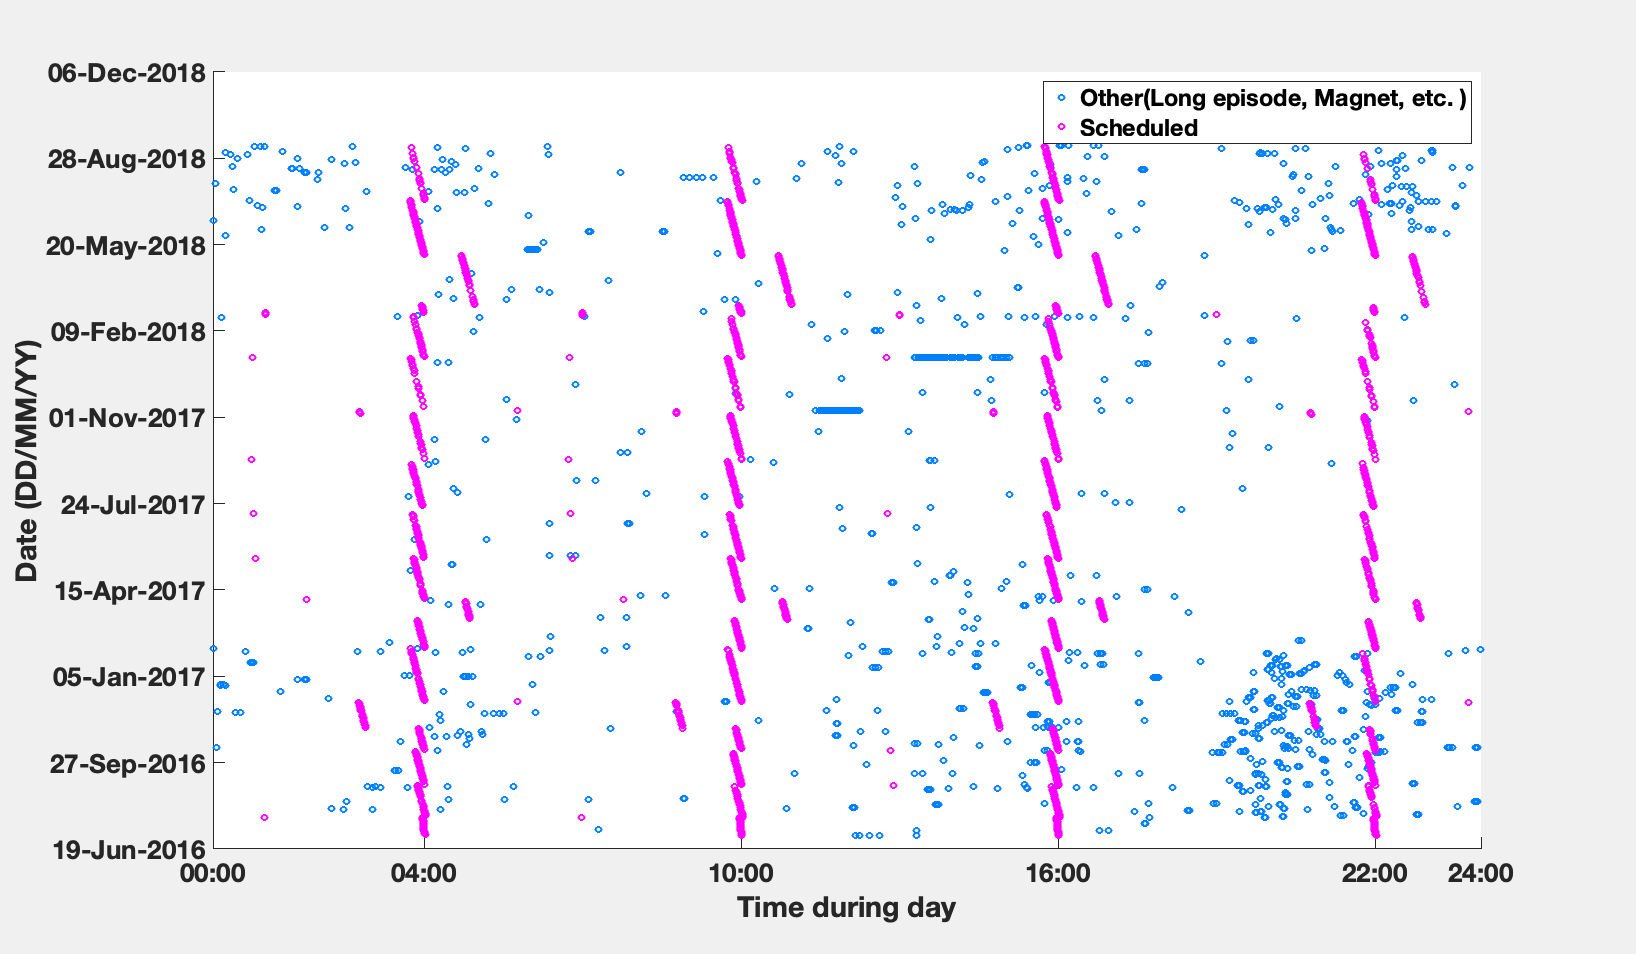 06-Dec-2018
28-Aug-2018
20-May-2018
09-Feb-2018
01-Nov-2017
24-Jul-2017
15-Apr-2017
05-Jan-2017
27-Sep-2016
19-Jun-2016
Date (DD/MM/YY)
Other(Long episode, Magnet, etc. )
Scheduled
00:00 04:00 10:00 16:00 22:00 24:00
Time during day